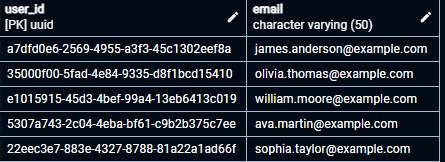 user_id email
[PK] uuid character varying (50)
a7dfd0e6-2569-4955-a3f3-45c1302eef8a james.anderson@example.com
35000f00-5fad-4e84-9335-d8f1bcd15410 olivia.thomas@example.com
e1015915-45d3-4bef-99a4-13eb6413c019 william.moore@example.com
5307a743-2c04-4eba-bf61-c9b2b375c7ee ava.martin@example.com
22eec3e7-883e-4327-8788-81a22a1ad66f sophia.taylor@example.com